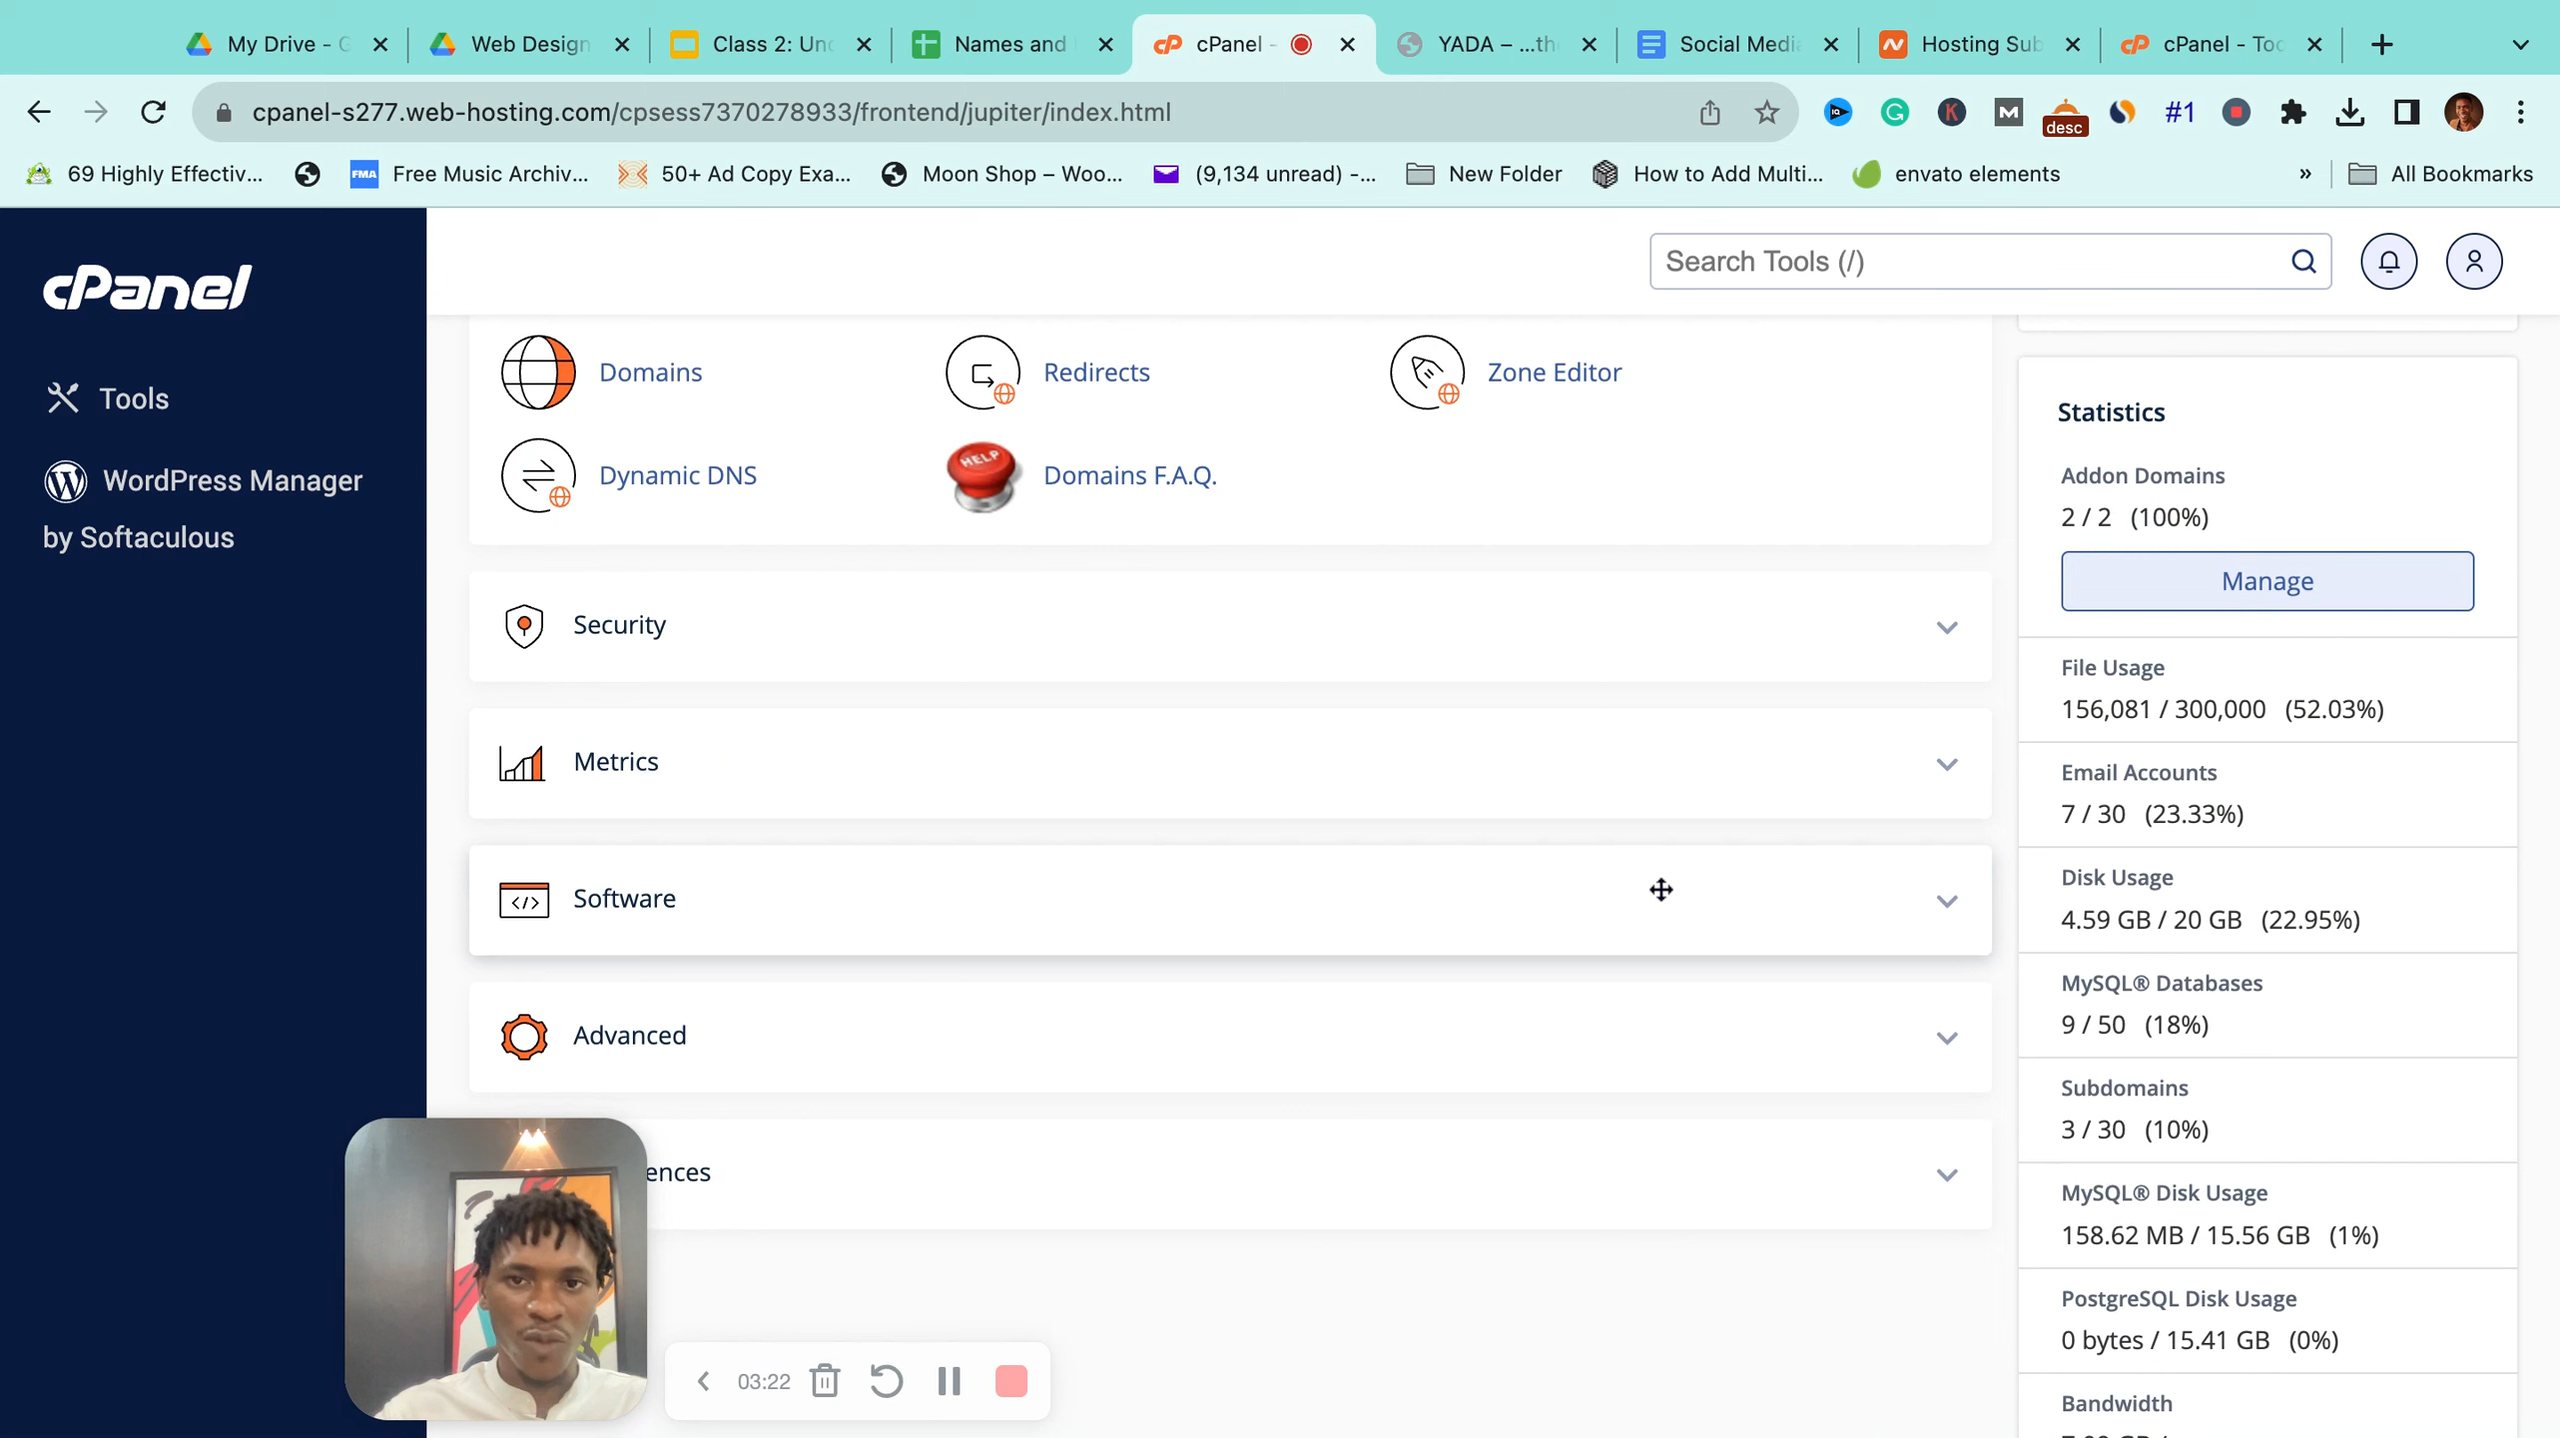 My Drive - G
Web Design
Class 2: Und
Names and
cPanel -
YADA – ...th
Social Medi
Hosting Sub
cPanel - Too
cpanel-s277.web-hosting.com/cpsess7370278933/frontend/jupiter/index.html
desc
#1
69 Highly Effectiv...
FMA
Free Music Archiv...
50+ Ad Copy Exa...
Moon Shop – Woo...
(9,134 unread) -...
New Folder
How to Add Multi...
envato elements
»
All Bookmarks
cPanel
Search Tools (/)
Tools
WordPress Manager
by Softaculous
Domains
Redirects
Zone Editor
Dynamic DNS
HELP
Domains F.A.Q.
Security
Metrics
Software
Advanced
ences
03:22
Statistics
Addon Domains
2 / 2 (100%)
Manage
File Usage
156,081 / 300,000 (52.03%)
Email Accounts
7 / 30 (23.33%)
Disk Usage
4.59 GB / 20 GB (22.95%)
MySQL® Databases
9 / 50 (18%)
Subdomains
3 / 30 (10%)
MySQL® Disk Usage
158.62 MB / 15.56 GB (1%)
PostgreSQL Disk Usage
0 bytes / 15.41 GB (0%)
Bandwidth